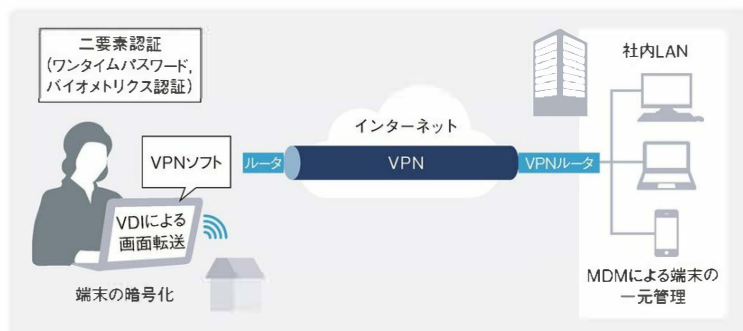 二要素認証
(ワンタイムパスワード,
バイオメトリクス認証)
VPNソフト
VDIによる
画面転送
端末の暗号化
ルータ
インターネット
VPN
VPNルータ
社内LAN
MDMによる端末の
一元管理